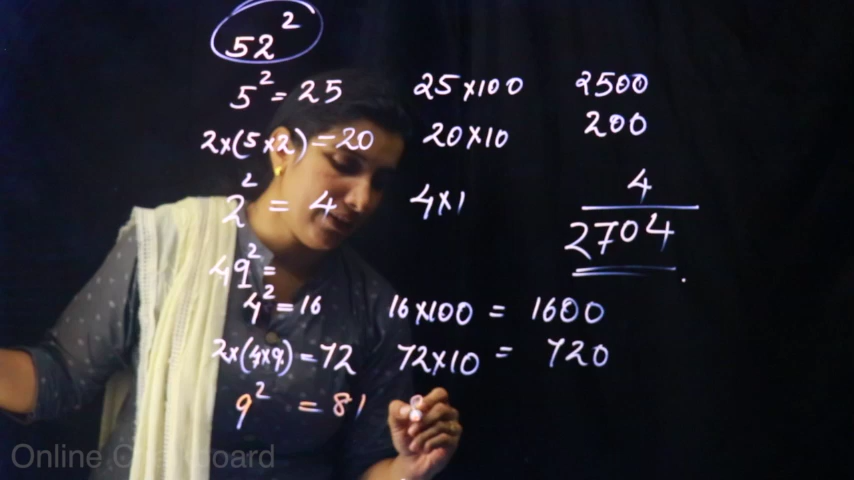 52²
5² = 25 25×100 2500
2×(5×2)=20 20×10 200
2² = 4 4×1 4
2704
49² =
4² = 16 16×100 = 1600
2×(4×9)=72 72×10 = 720
9² = 81 8
Online Chalkboard